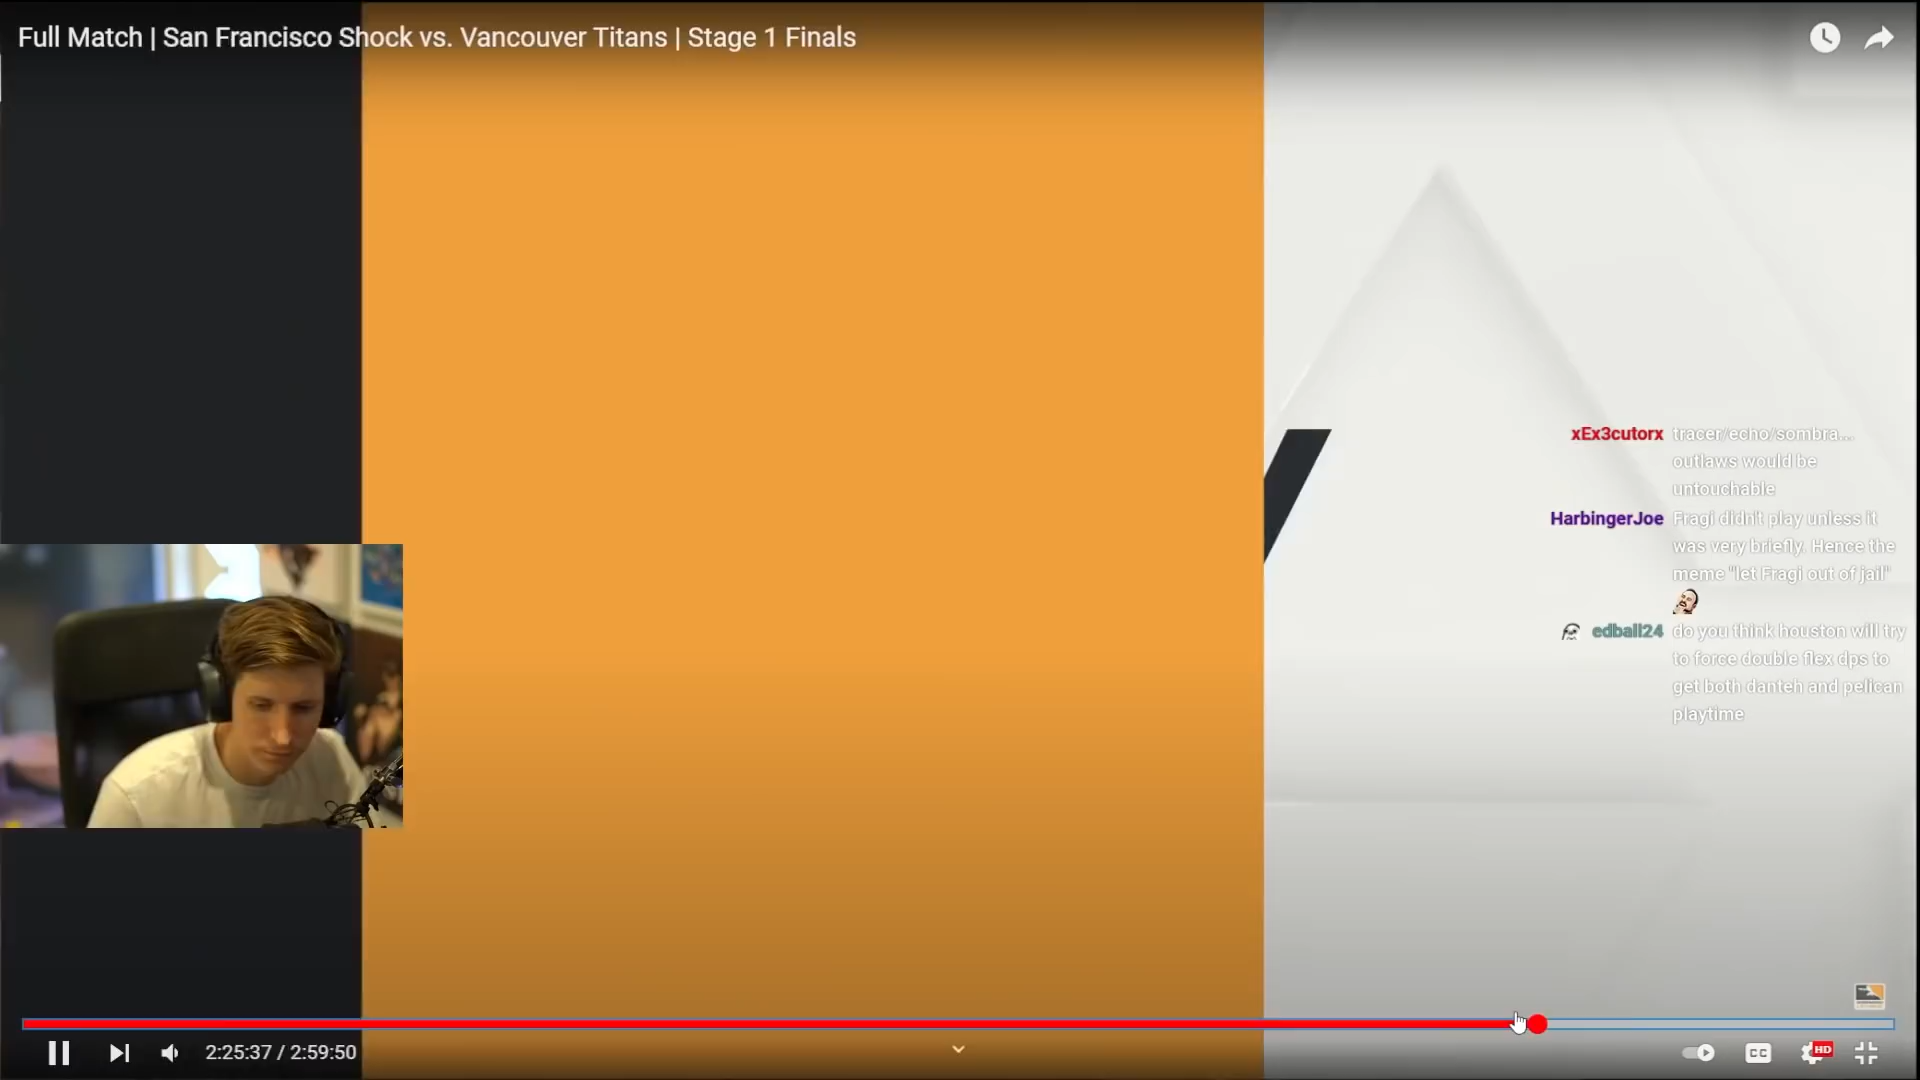 Full Match | San Francisco Shock vs. Vancouver Titans | Stage 1 Finals
xEx3cutorx tracer/echo/sombra...
outlaws would be
untouchable
HarbingerJoe Fragi didn't play unless it
was very briefly. Hence the
meme "let Fragi out of jail"
edball24 do you think houston will try
to force double flex dps to
get both danteh and pelican
playtime
2:25:37 / 2:59:50
CC
HD